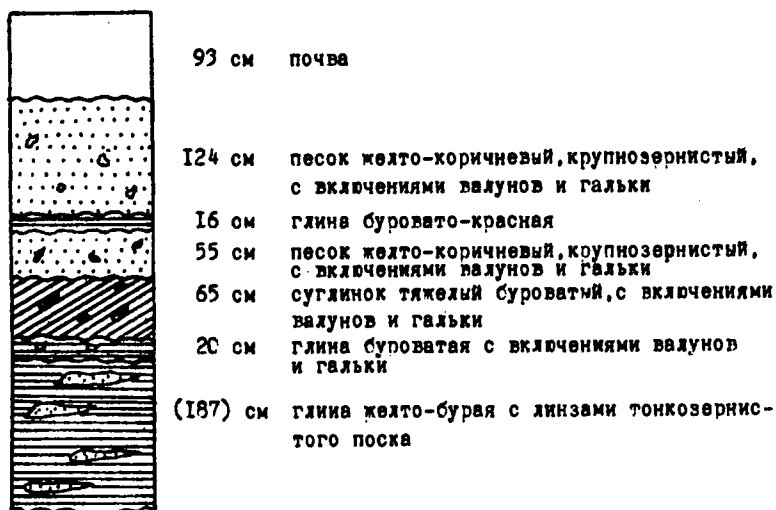 93 см почва
I24 см песок желто-коричневый,крупнозернистый,
с включениями валунов и гальки
I6 см глина буровато-красная
55 см песок желто-коричневый,крупнозернистый,
с включениями валунов и гальки
65 см суглинок тяжелый буроватый,с включениями
валунов и гальки
20 см глина буроватая с включениями валунов
и гальки
(I87) см глина желто-бурая с линзами тонкозернис-
того поска